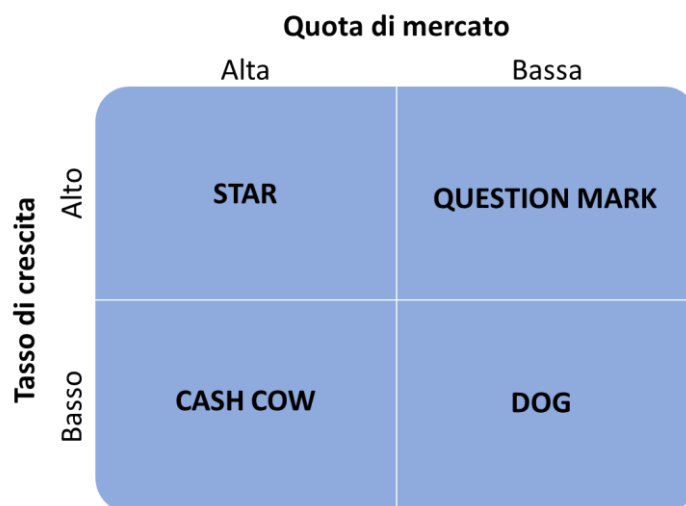 Quota di mercato
Alta
Bassa
Tasso di crescita
Alto
STAR
QUESTION MARK
Basso
CASH COW
DOG